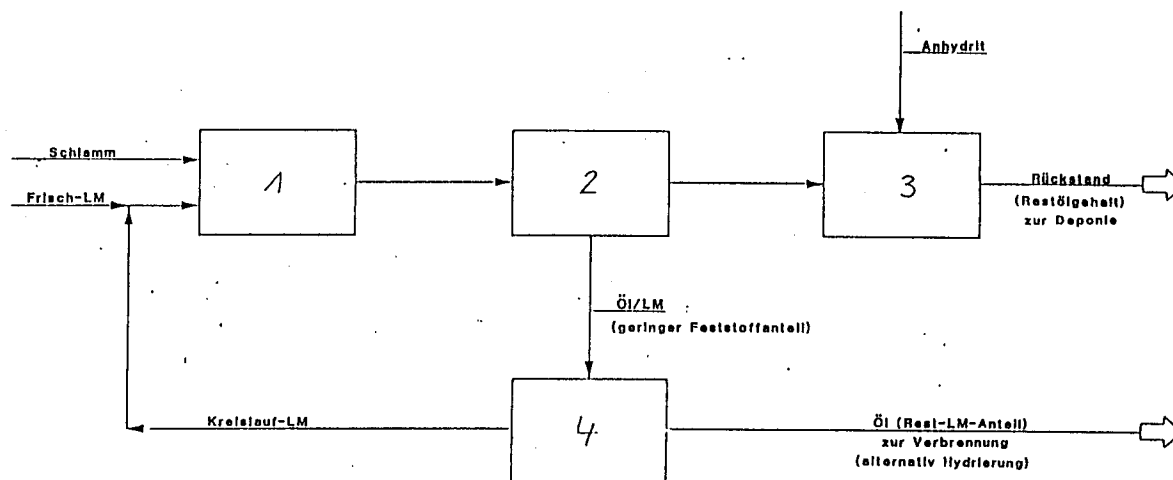 Anhydrit
Schlamm
Frisch-LM
1
2
3
Rückstand
(Restölgehalt)
zur Deponie
Öl/LM
(geringer Feststoffanteil)
Kreislauf-LM
4
Öl (Rest-LM-Anteil)
zur Verbrennung
(alternativ Hydrierung)